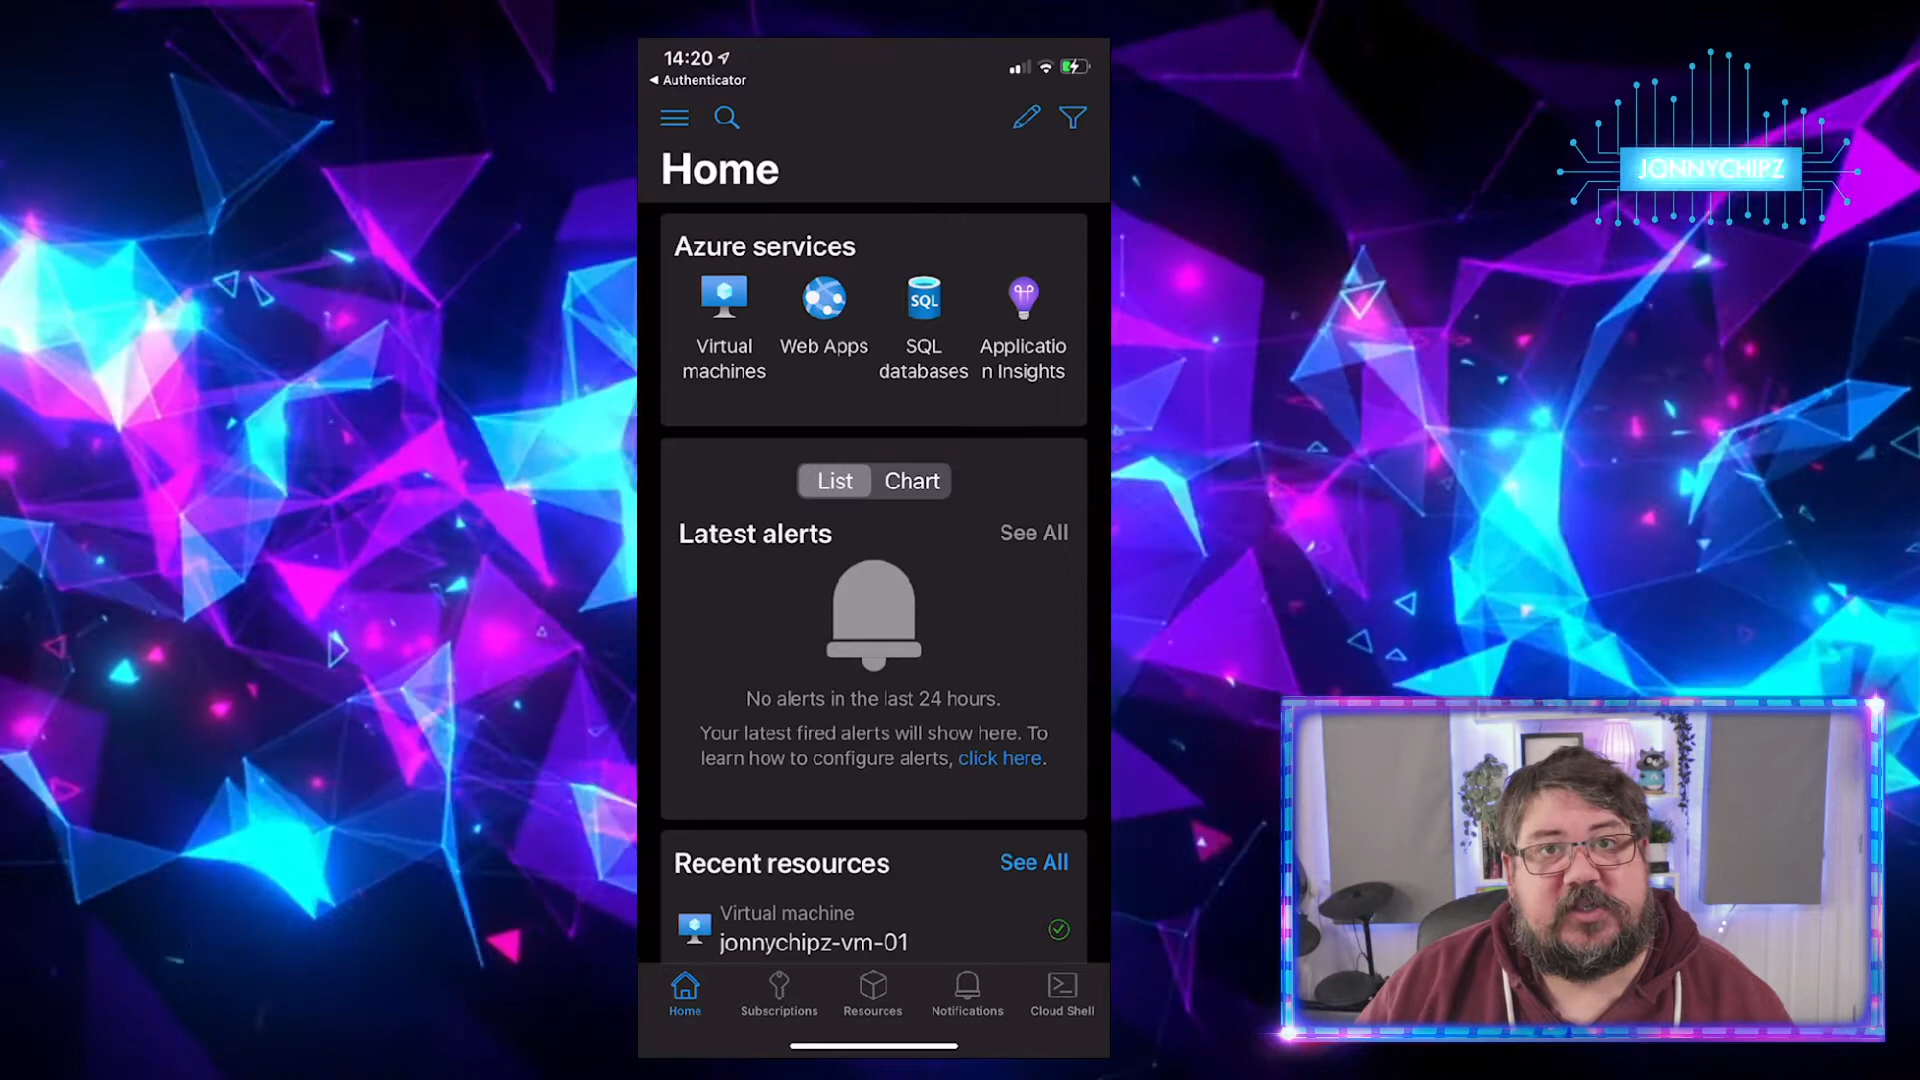 14:20
Authenticator
Home
Azure services
Virtual machines
Web Apps
SQL
SQL databases
Applicatio
n Insights
List
Chart
Latest alerts
See All
No alerts in the last 24 hours.
Your latest fired alerts will show here. To
learn how to configure alerts, click here.
Recent resources
See All
Virtual machine
jonnychipz-vm-01
Home
Subscriptions
Resources
Notifications
Cloud Shell
JONNYCHIPZ